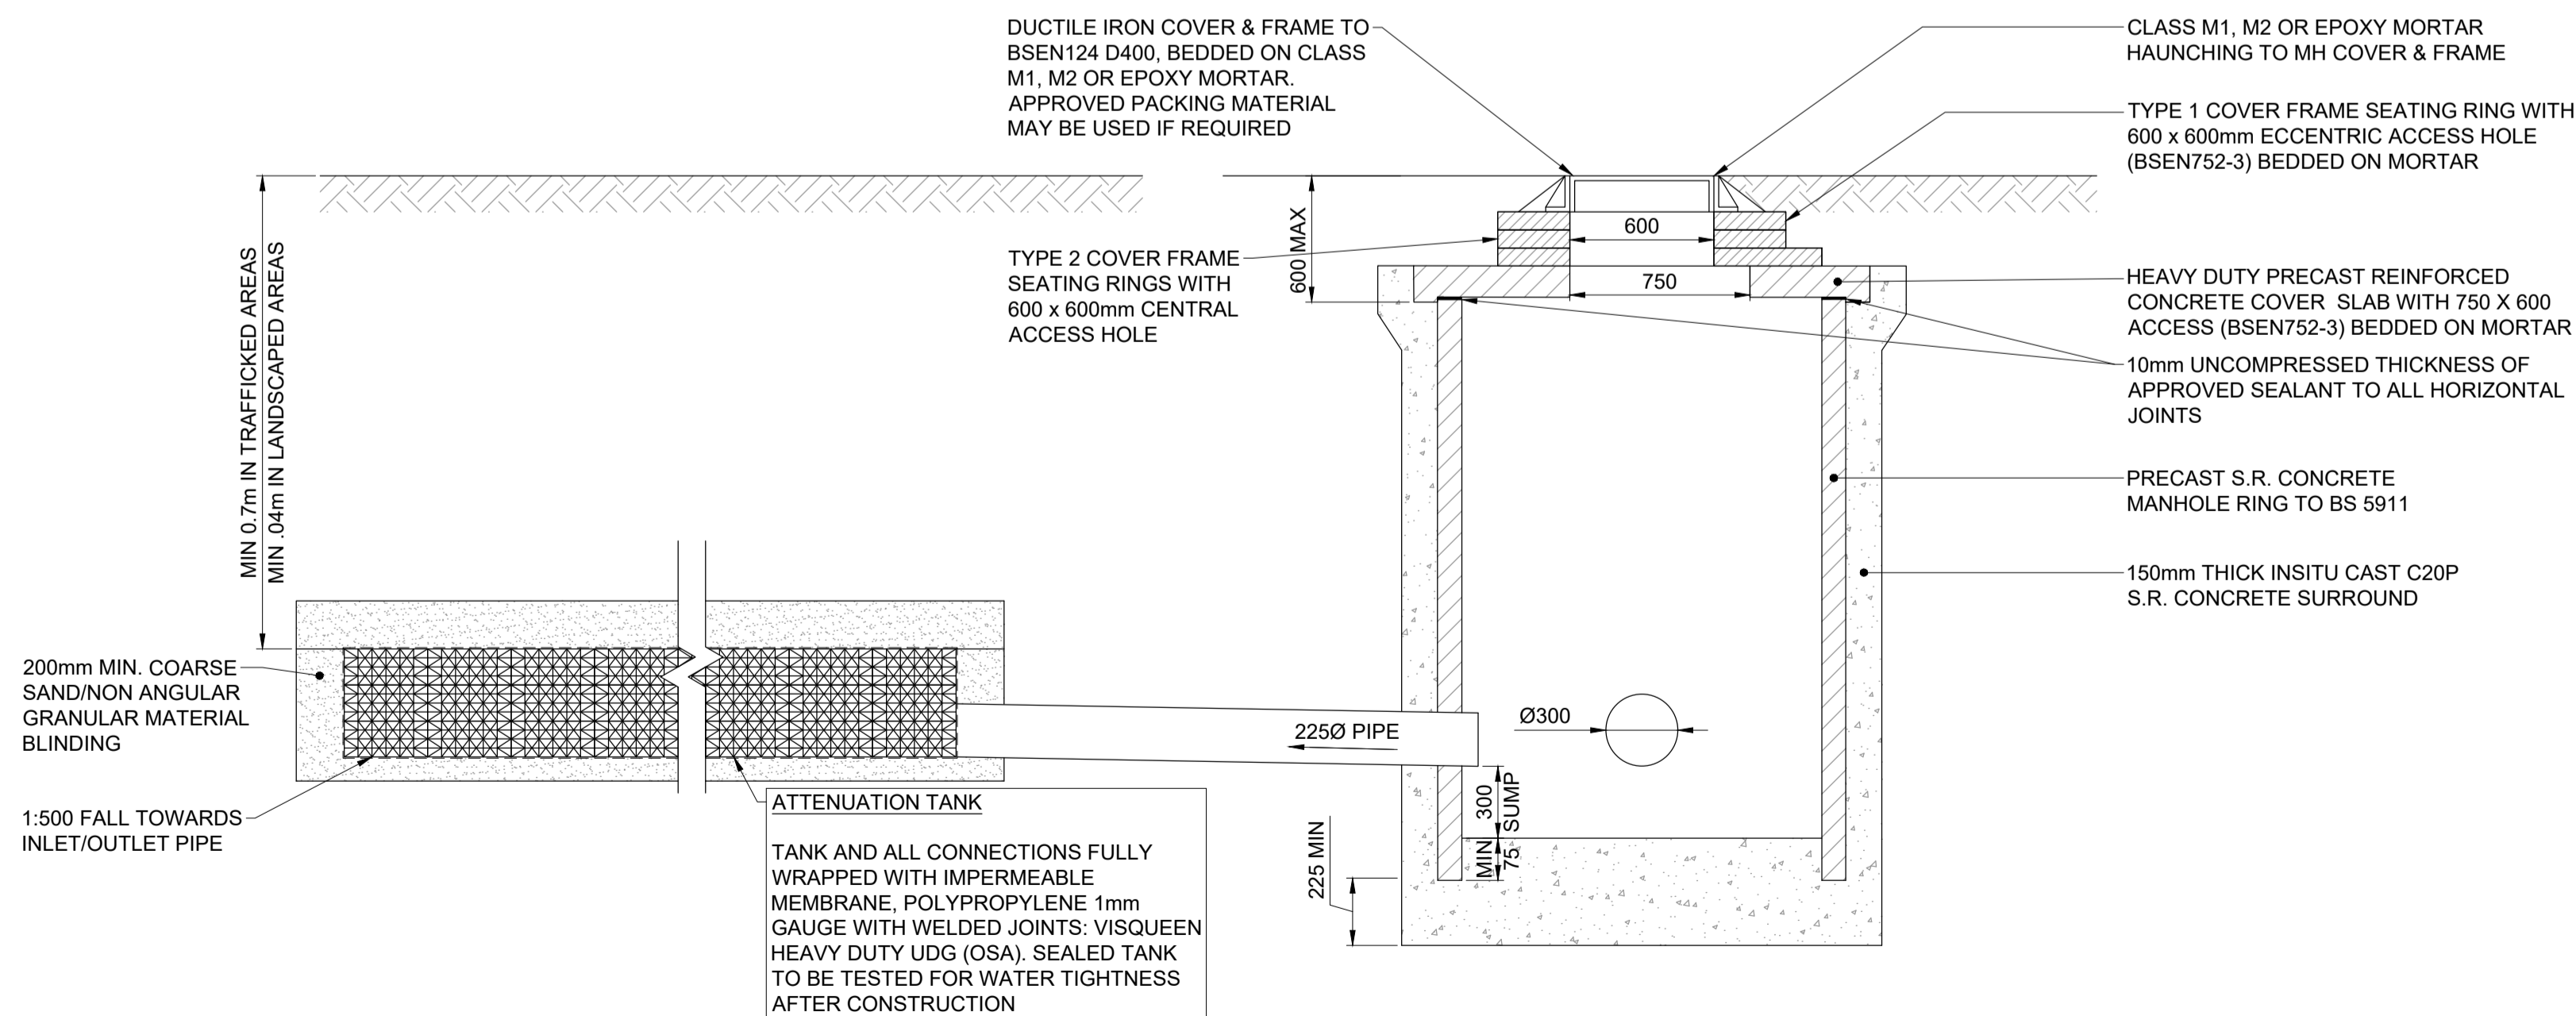 DUCTILE IRON COVER & FRAME TO
BSEN124 D400, BEDDED ON CLASS
M1, M2 OR EPOXY MORTAR.
APPROVED PACKING MATERIAL
MAY BE USED IF REQUIRED
CLASS M1, M2 OR EPOXY MORTAR
HAUNCHING TO MH COVER & FRAME
TYPE 1 COVER FRAME SEATING RING WITH
600 x 600mm ECCENTRIC ACCESS HOLE
(BSEN752-3) BEDDED ON MORTAR
MIN 0.7m IN TRAFFICKED AREAS
MIN .04m IN LANDSCAPED AREAS
TYPE 2 COVER FRAME
SEATING RINGS WITH
600 x 600mm CENTRAL
ACCESS HOLE
600 MAX
600
750
HEAVY DUTY PRECAST REINFORCED
CONCRETE COVER SLAB WITH 750 X 600
ACCESS (BSEN752-3) BEDDED ON MORTAR
10mm UNCOMPRESSED THICKNESS OF
APPROVED SEALANT TO ALL HORIZONTAL
JOINTS
PRECAST S.R. CONCRETE
MANHOLE RING TO BS 5911
150mm THICK INSITU CAST C20P
S.R. CONCRETE SURROUND
200mm MIN. COARSE
SAND/NON ANGULAR
GRANULAR MATERIAL
BLINDING
1:500 FALL TOWARDS
INLET/OUTLET PIPE
225Ø PIPE
Ø300
300
SUMP
MIN
75
225 MIN
ATTENUATION TANK
TANK AND ALL CONNECTIONS FULLY
WRAPPED WITH IMPERMEABLE
MEMBRANE, POLYPROPYLENE 1mm
GAUGE WITH WELDED JOINTS: VISQUEEN
HEAVY DUTY UDG (OSA). SEALED TANK
TO BE TESTED FOR WATER TIGHTNESS
AFTER CONSTRUCTION